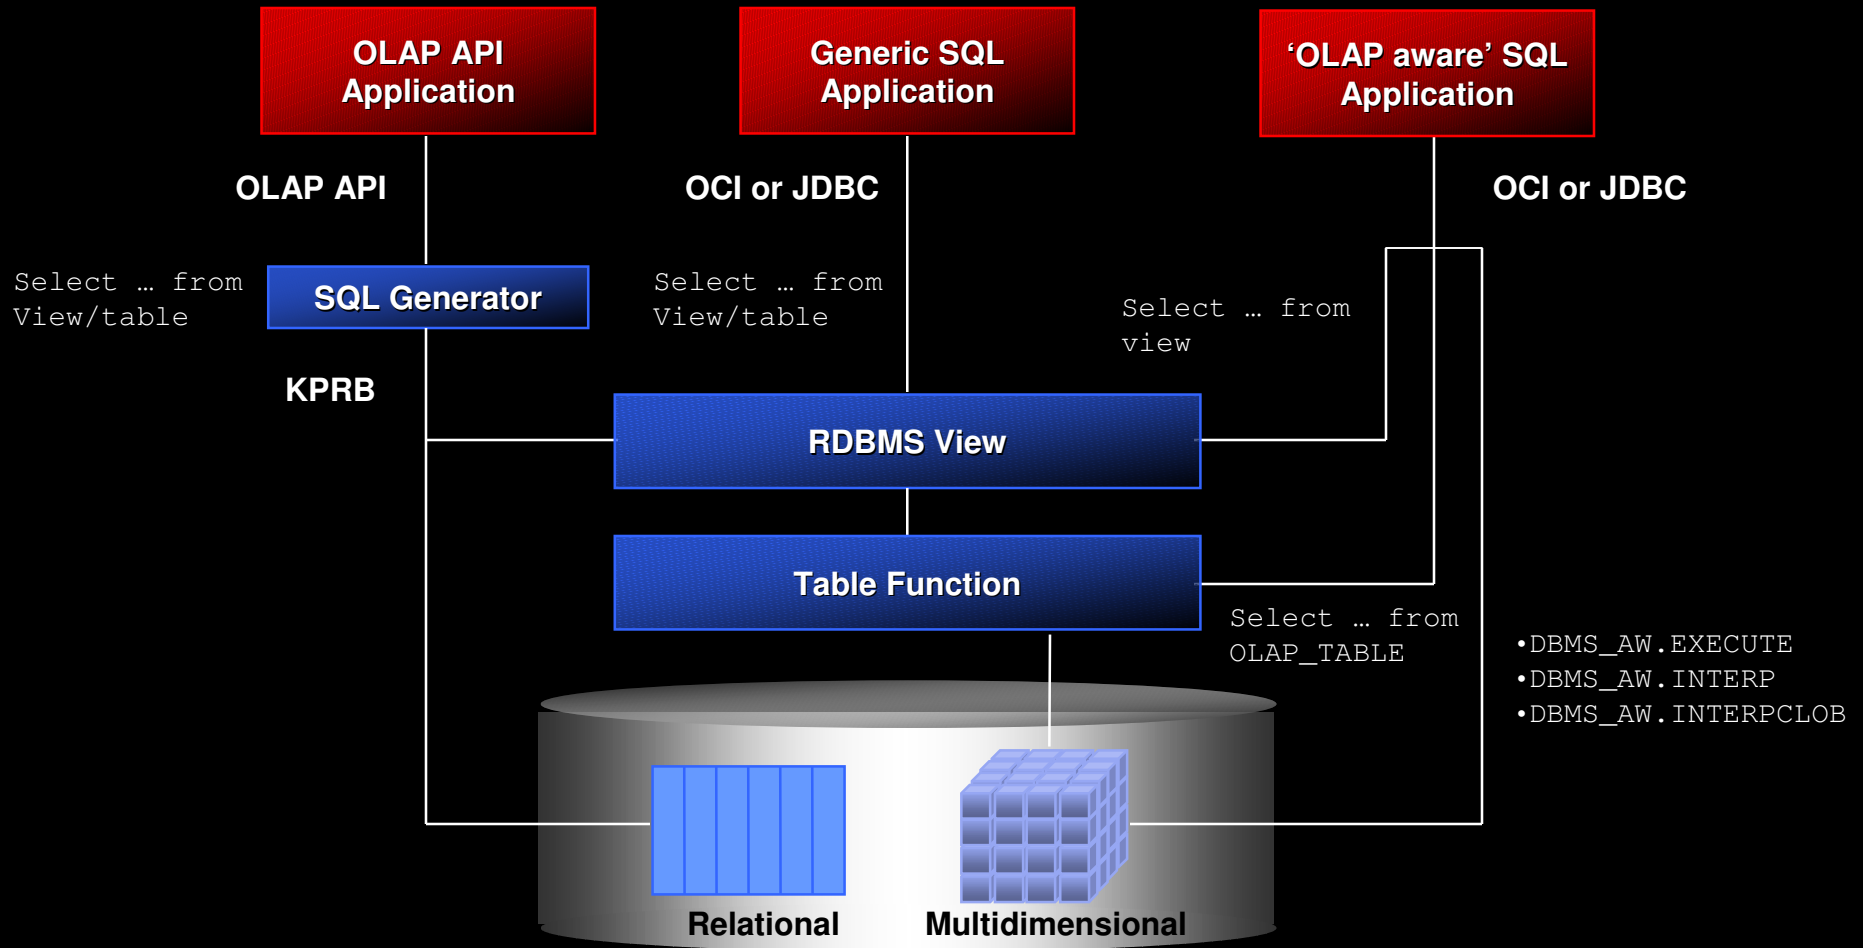 OLAP API
Application
Generic SQL
Application
‘OLAP aware’ SQL
Application
OLAP API
OCI or JDBC
OCI or JDBC
Select … from
View/table
SQL Generator
Select … from
View/table
Select … from
view
KPRB
RDBMS View
Table Function
Select … from
OLAP_TABLE
•DBMS_AW.EXECUTE
•DBMS_AW.INTERP
•DBMS_AW.INTERPCLOB
Relational
Multidimensional